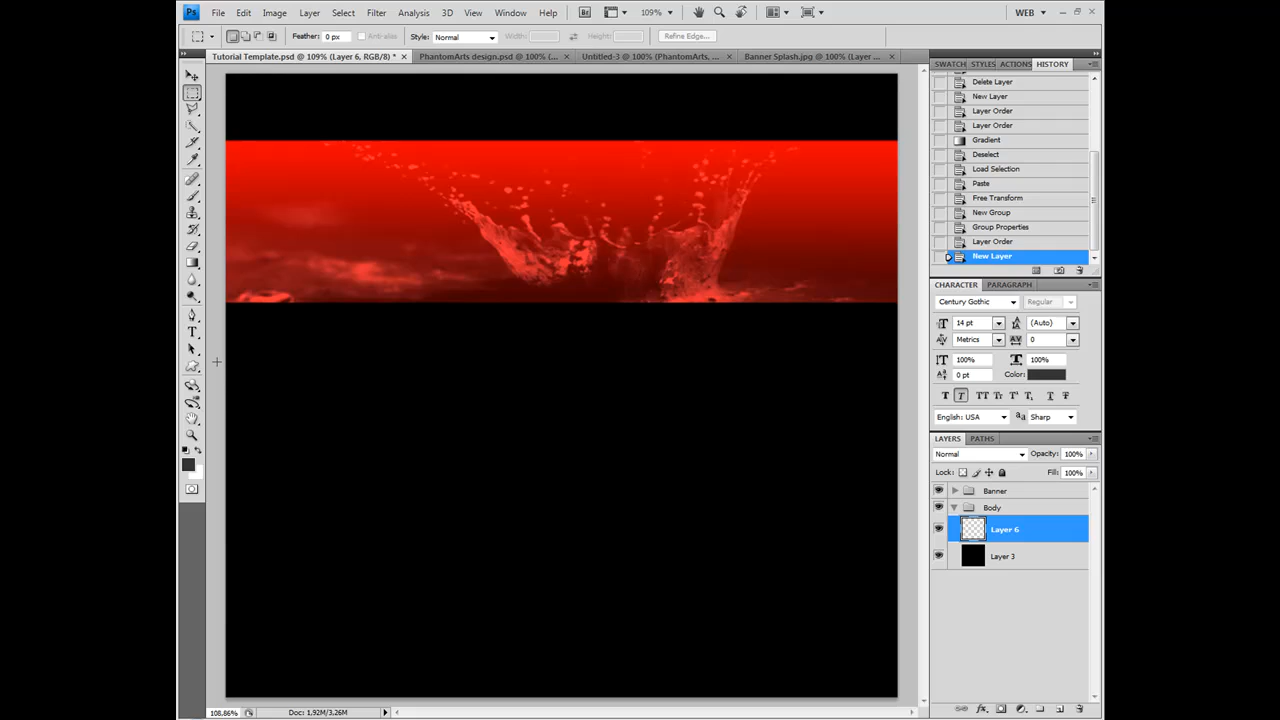 Ps File Edit Image Layer Select Filter Analysis 3D View Window Help Br 109% WEB
Feather: 0 px Anti-alias Style: Normal Width: Height: Refine Edge...
Tutorial Template.psd @ 109% (Layer 6, RGB/8) * × PhantomArts design.psd @ 100% (... × Untitled-3 @ 100% (PhantomArts, ... × Banner Splash.jpg @ 100% (Layer ... ×
SWATCH STYLES ACTIONS HISTORY
Delete Layer
New Layer
Layer Order
Layer Order
Gradient
Deselect
Load Selection
Paste
Free Transform
New Group
Group Properties
Layer Order
New Layer
CHARACTER PARAGRAPH
Century Gothic Regular
14 pt (Auto)
Metrics 0
100% 100%
0 pt Color:
T T TT Tr T¹ T₁ T T
English: USA aa Sharp
LAYERS PATHS
Normal Opacity: 100%
Lock: Fill: 100%
Banner
Body
Layer 6
Layer 3
108.86% Doc: 1,92M/3,26M